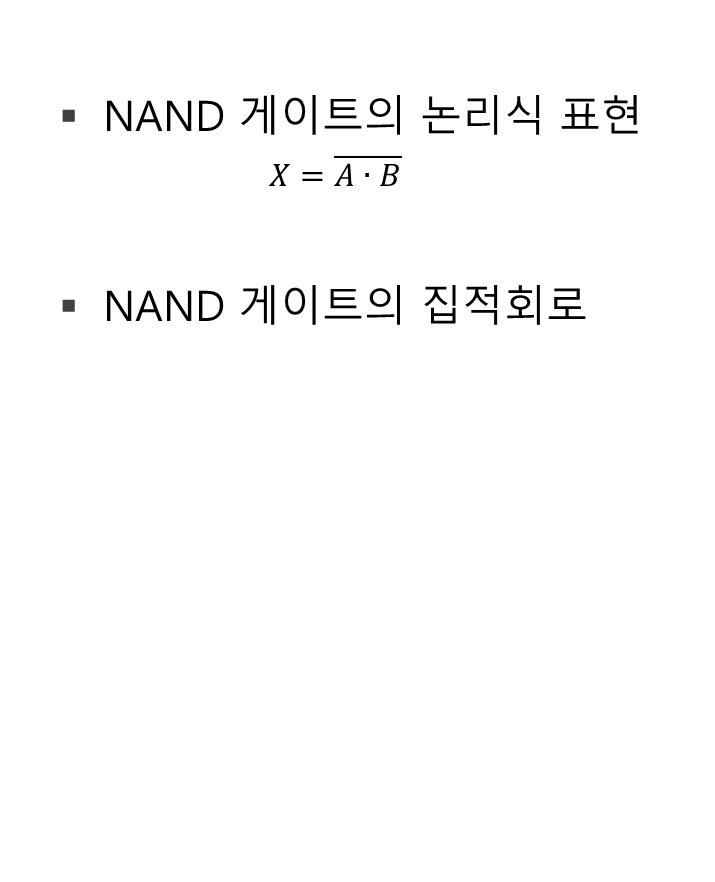 ▪ NAND 게이트의 논리식 표현
X = \overline{A · B}
▪ NAND 게이트의 집적회로